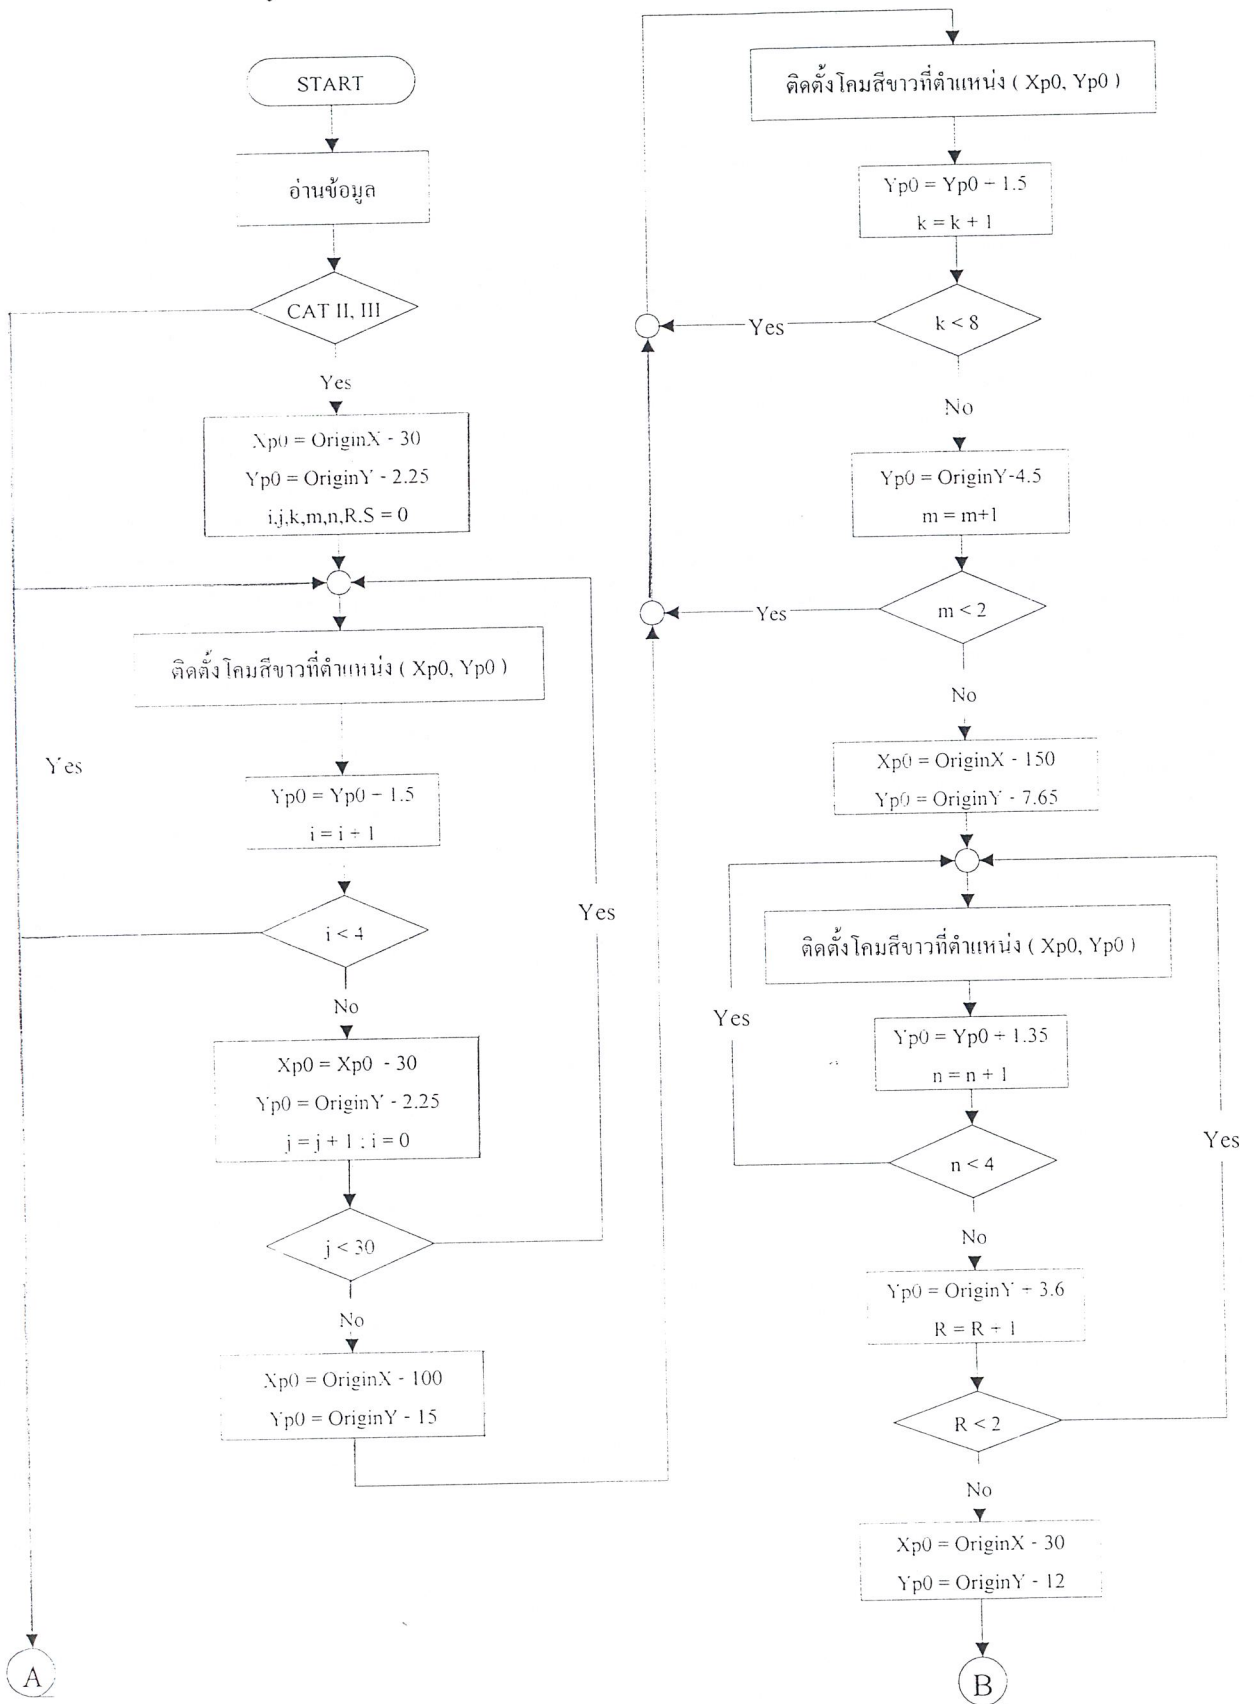 START
อ่านข้อมูล
CAT II, III
Yes
Xp0 = OriginX - 30
Yp0 = OriginY - 2.25
i,j,k,m,n,R.S = 0
ติดตั้งโคมสีขาวที่ตำแหน่ง ( Xp0, Yp0 )
Yes
Yp0 = Yp0 + 1.5
i = i + 1
i < 4
Yes
No
Xp0 = Xp0 - 30
Yp0 = OriginY - 2.25
j = j + 1 : i = 0
j < 30
No
Xp0 = OriginX - 100
Yp0 = OriginY - 15
A
ติดตั้งโคมสีขาวที่ตำแหน่ง ( Xp0, Yp0 )
Yp0 = Yp0 + 1.5
k = k + 1
k < 8
Yes
No
Yp0 = OriginY-4.5
m = m+1
m < 2
Yes
No
Xp0 = OriginX - 150
Yp0 = OriginY - 7.65
ติดตั้งโคมสีขาวที่ตำแหน่ง ( Xp0, Yp0 )
Yes
Yp0 = Yp0 + 1.35
n = n + 1
n < 4
Yes
No
Yp0 = OriginY + 3.6
R = R + 1
R < 2
No
Xp0 = OriginX - 30
Yp0 = OriginY - 12
B